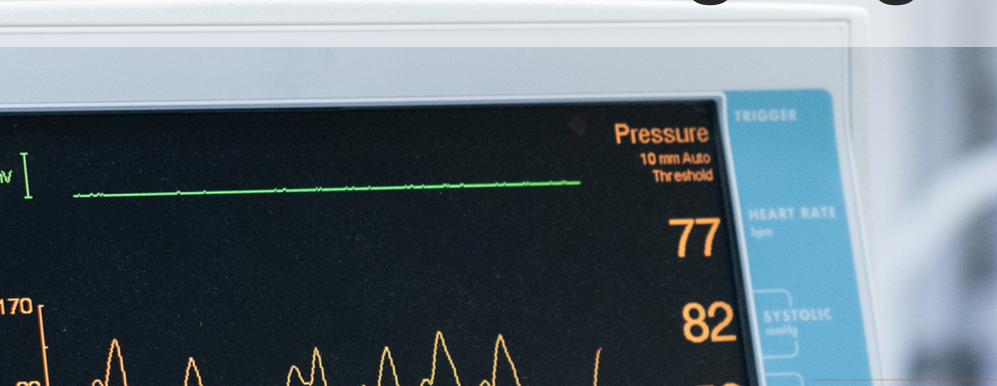 TRIGGER
Pressure
10 mm Auto
Threshold
HEART RATE
bpm
77
170
82
SYSTOLIC
mmHg